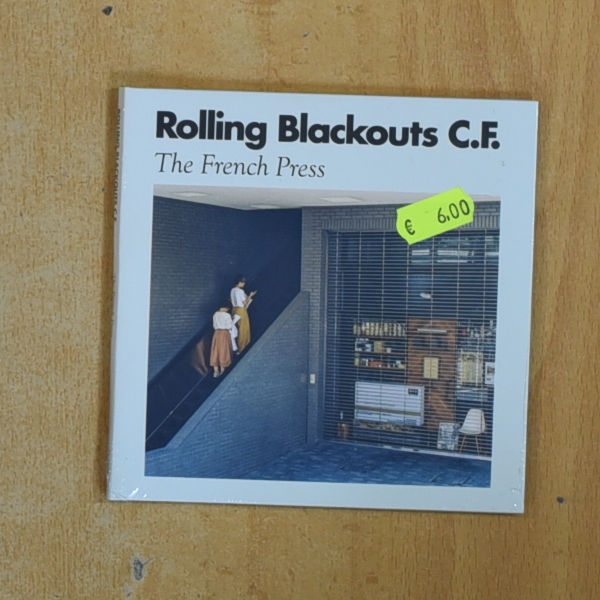 Rolling Blackouts C.F.
The French Press
€ 6,00